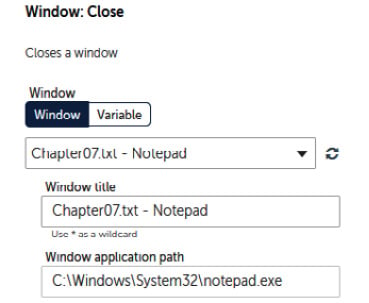 Window: Close
Closes a window
Window
Window Variable
Chapter07.txt - Notepad
Window title
Chapter07.txt - Notepad
Use * as a wildcard
Window application path
C:\Windows\System32\notepad.exe